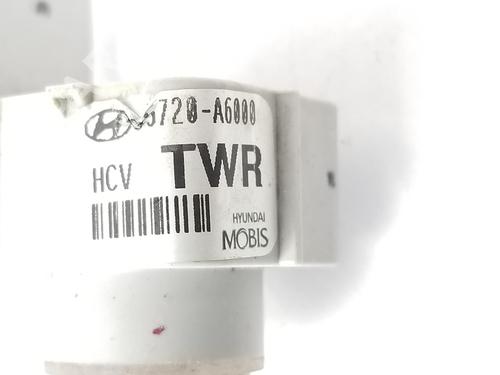 5720-A6000
HCV TWR
HYUNDAI
MOBIS